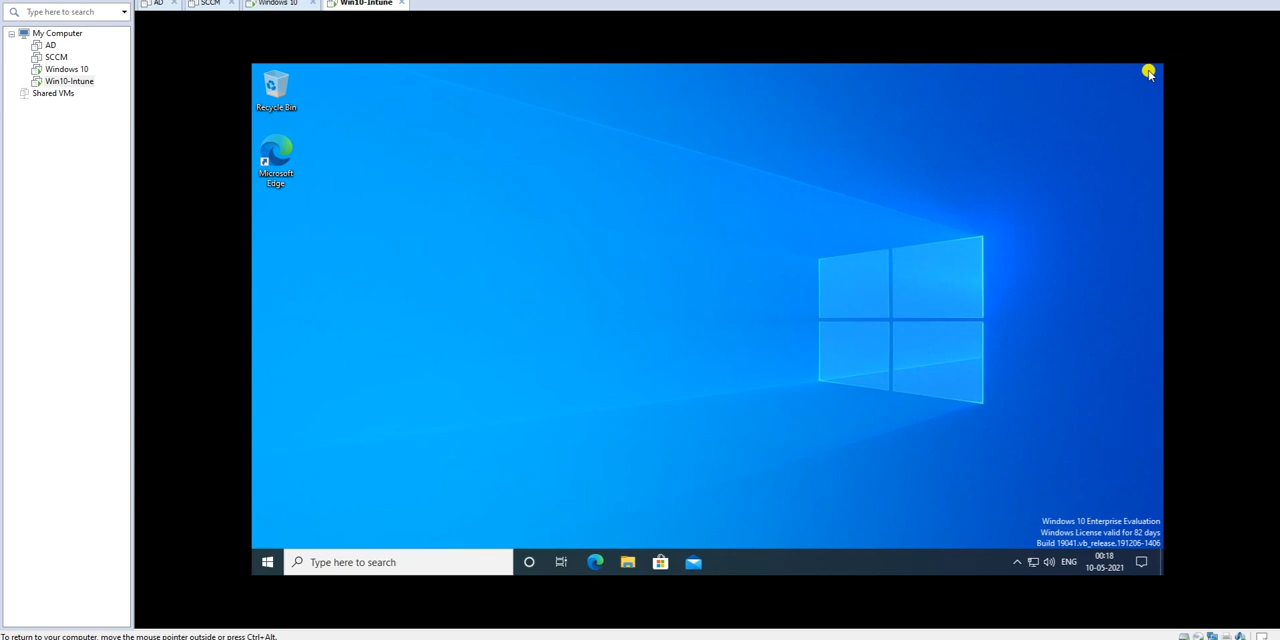 AD
SCCM
Windows 10
Win10-Intune
Type here to search
My Computer
AD
SCCM
Windows 10
Win10-Intune
Shared VMs
Recycle Bin
Microsoft
Edge
Windows 10 Enterprise Evaluation
Windows License valid for 82 days
Build 19041.vb_release.191206-1406
Type here to search
ENG
00:18
10-05-2021
To return to your computer, move the mouse pointer outside or press Ctrl+Alt.